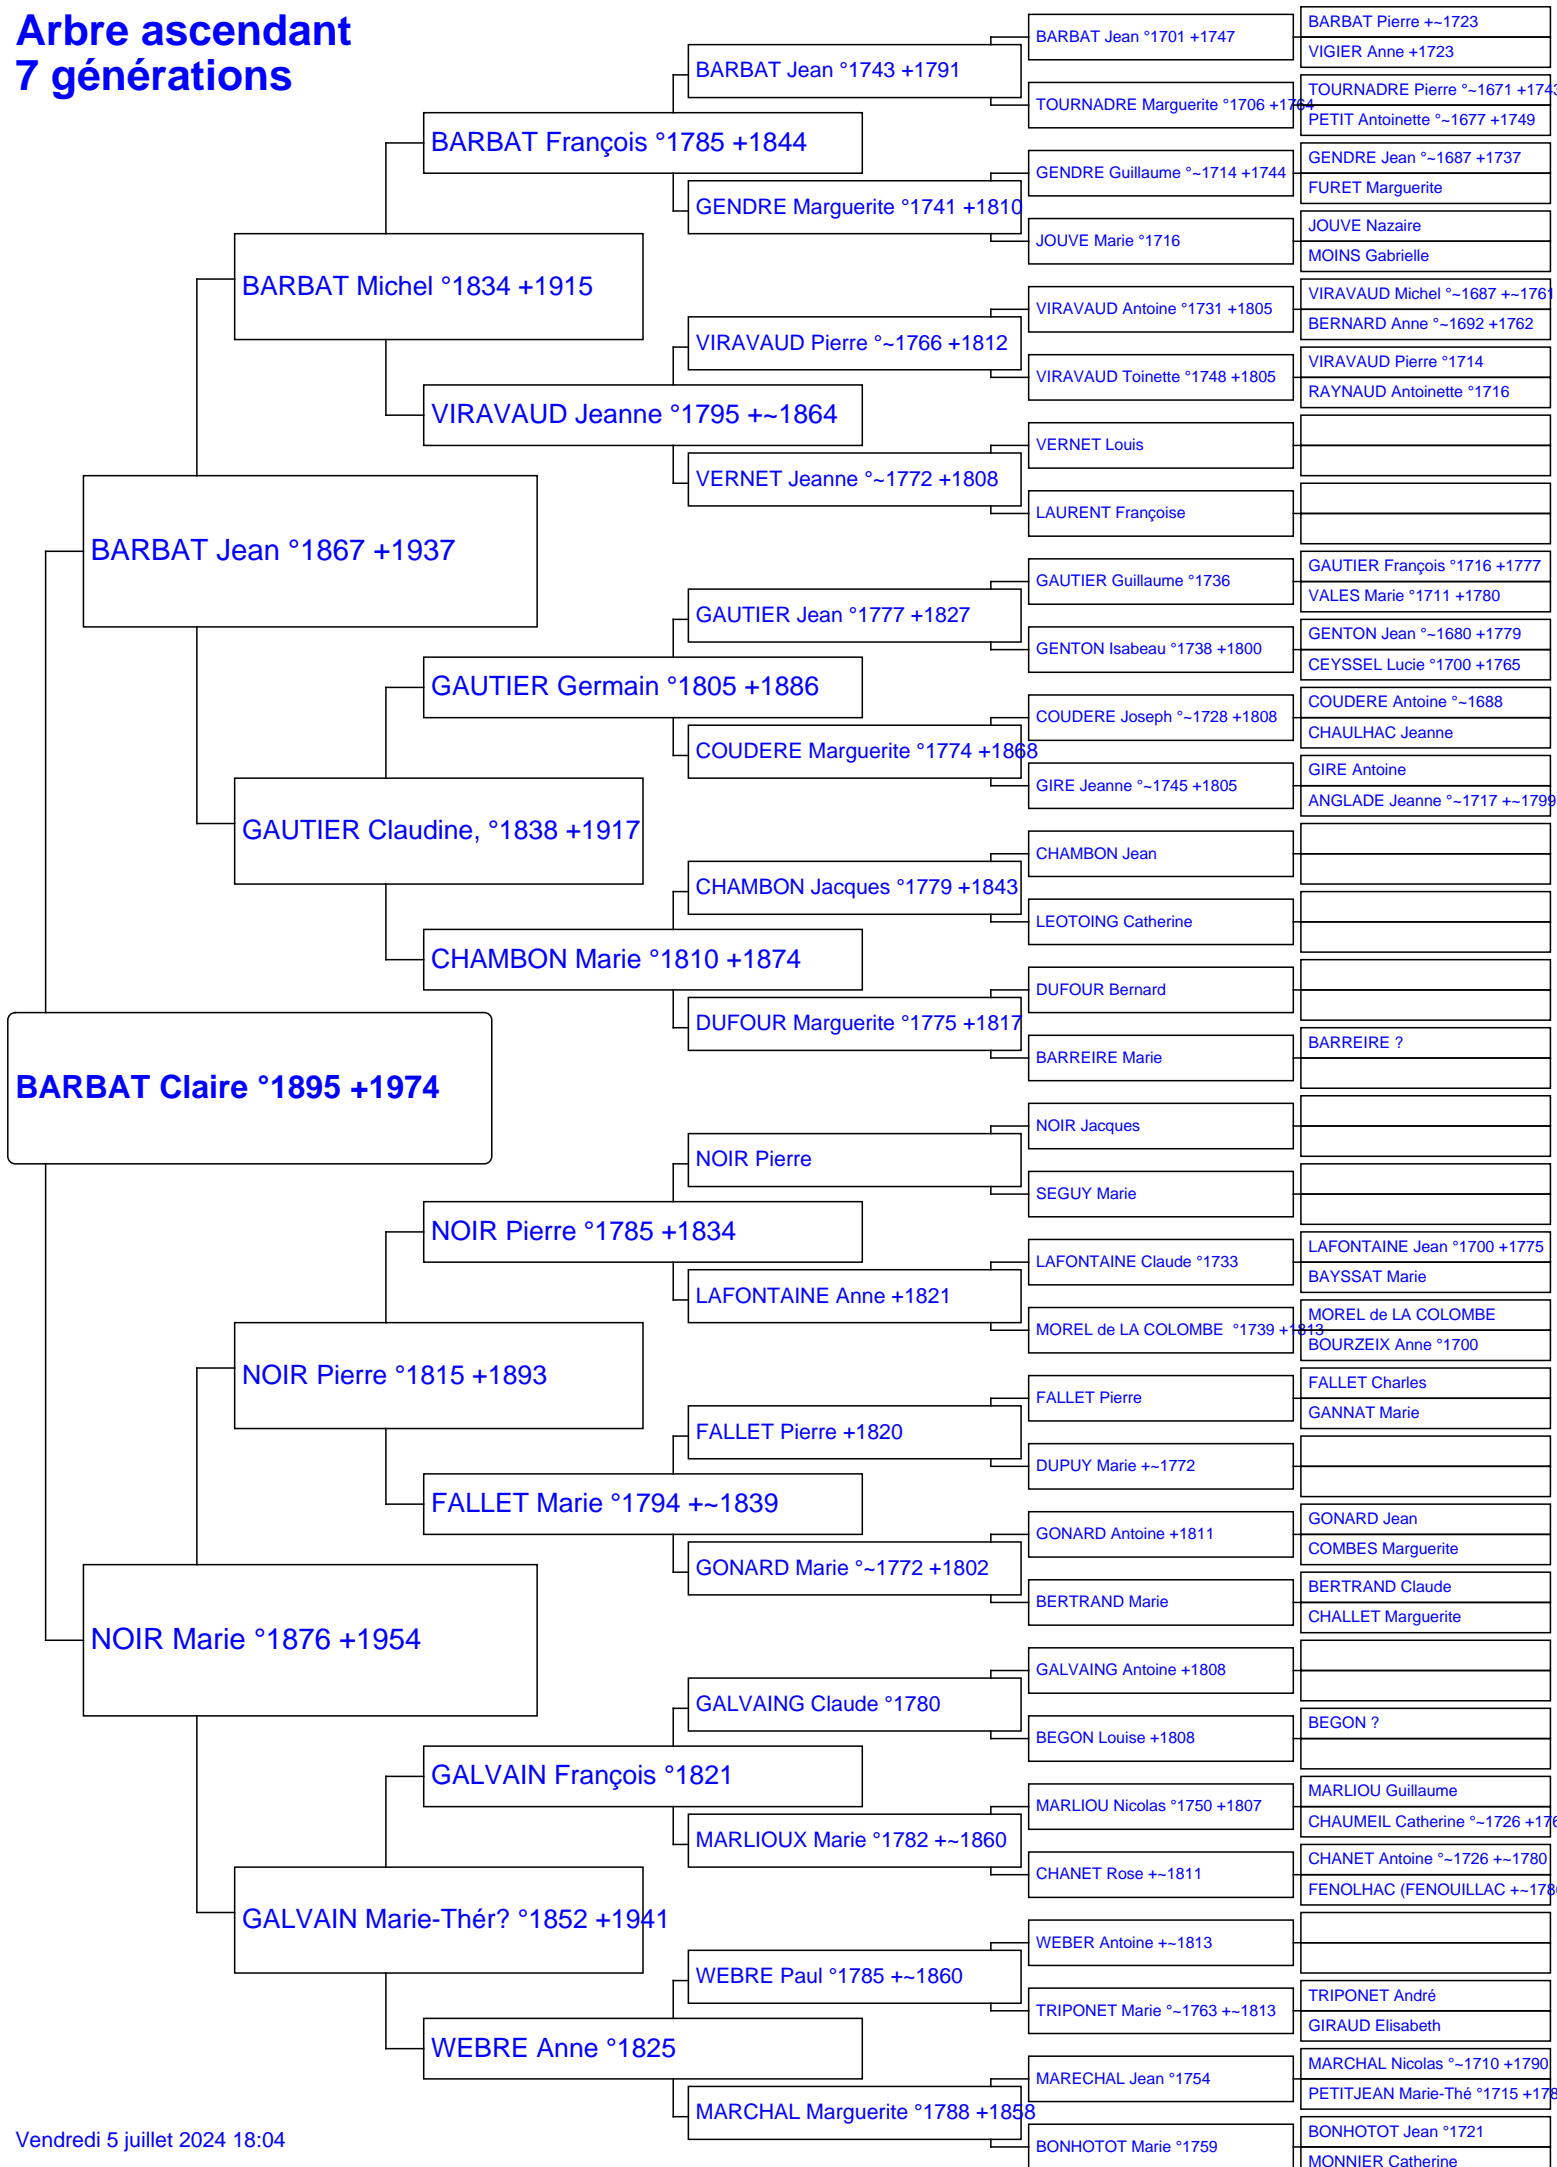 Arbre ascendant
7 générations
BARBAT Claire °1895 +1974
BARBAT Jean °1867 +1937
NOIR Marie °1876 +1954
BARBAT Michel °1834 +1915
GAUTIER Claudine, °1838 +1917
NOIR Pierre °1815 +1893
GALVAIN Marie-Thér? °1852 +1941
BARBAT François °1785 +1844
VIRAVAUD Jeanne °1795 +~1864
GAUTIER Germain °1805 +1886
CHAMBON Marie °1810 +1874
NOIR Pierre °1785 +1834
FALLET Marie °1794 +~1839
GALVAIN François °1821
WEBRE Anne °1825
BARBAT Jean °1743 +1791
GENDRE Marguerite °1741 +1810
VIRAVAUD Pierre °~1766 +1812
VERNET Jeanne °~1772 +1808
GAUTIER Jean °1777 +1827
COUDERE Marguerite °1774 +1868
CHAMBON Jacques °1779 +1843
DUFOUR Marguerite °1775 +1817
NOIR Pierre
LAFONTAINE Anne +1821
FALLET Pierre +1820
GONARD Marie °~1772 +1802
GALVAING Claude °1780
MARLIOUX Marie °1782 +~1860
WEBRE Paul °1785 +~1860
MARCHAL Marguerite °1788 +1858
BARBAT Jean °1701 +1747
TOURNADRE Marguerite °1706 +1764
GENDRE Guillaume °~1714 +1744
JOUVE Marie °1716
VIRAVAUD Antoine °1731 +1805
VIRAVAUD Toinette °1748 +1805
VERNET Louis
LAURENT Françoise
GAUTIER Guillaume °1736
GENTON Isabeau °1738 +1800
COUDERE Joseph °~1728 +1808
GIRE Jeanne °~1745 +1805
CHAMBON Jean
LEOTOING Catherine
DUFOUR Bernard
BARREIRE Marie
NOIR Jacques
SEGUY Marie
LAFONTAINE Claude °1733
MOREL de LA COLOMBE °1739 +1813
FALLET Pierre
DUPUY Marie +~1772
GONARD Antoine +1811
BERTRAND Marie
GALVAING Antoine +1808
BEGON Louise +1808
MARLIOU Nicolas °1750 +1807
CHANET Rose +~1811
WEBER Antoine +~1813
TRIPONET Marie °~1763 +~1813
MARECHAL Jean °1754
BONHOTOT Marie °1759
BARBAT Pierre +~1723
VIGIER Anne +1723
TOURNADRE Pierre °~1671 +1743
PETIT Antoinette °~1677 +1749
GENDRE Jean °~1687 +1737
FURET Marguerite
JOUVE Nazaire
MOINS Gabrielle
VIRAVAUD Michel °~1687 +~1761
BERNARD Anne °~1692 +1762
VIRAVAUD Pierre °1714
RAYNAUD Antoinette °1716
GAUTIER François °1716 +1777
VALES Marie °1711 +1780
GENTON Jean °~1680 +1779
CEYSSEL Lucie °1700 +1765
COUDERE Antoine °~1688
CHAULHAC Jeanne
GIRE Antoine
ANGLADE Jeanne °~1717 +~1799
BARREIRE ?
LAFONTAINE Jean °1700 +1775
BAYSSAT Marie
MOREL de LA COLOMBE
BOURZEIX Anne °1700
FALLET Charles
GANNAT Marie
GONARD Jean
COMBES Marguerite
BERTRAND Claude
CHALLET Marguerite
BEGON ?
MARLIOU Guillaume
CHAUMEIL Catherine °~1726 +176
CHANET Antoine °~1726 +~1780
FENOLHAC (FENOUILLAC +~178
TRIPONET André
GIRAUD Elisabeth
MARCHAL Nicolas °~1710 +1790
PETITJEAN Marie-Thé °1715 +178
BONHOTOT Jean °1721
MONNIER Catherine
Vendredi 5 juillet 2024 18:04